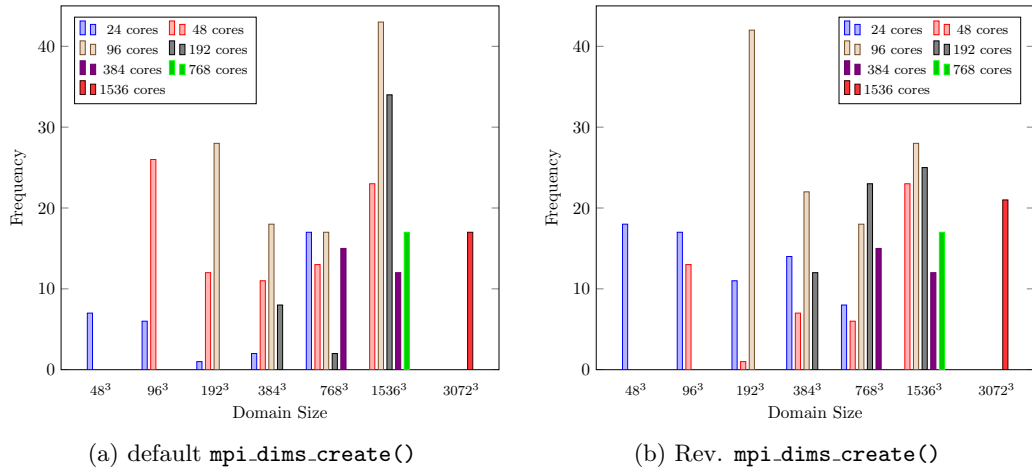 24 cores 48 cores
96 cores 192 cores
384 cores 768 cores
1536 cores
40
30
20
10
0
Frequency
48³ 96³ 192³ 384³ 768³ 1536³ 3072³
Domain Size
(a) default mpi_dims_create()
24 cores 48 cores
96 cores 192 cores
384 cores 768 cores
1536 cores
40
30
20
10
0
Frequency
48³ 96³ 192³ 384³ 768³ 1536³ 3072³
Domain Size
(b) Rev. mpi_dims_create()